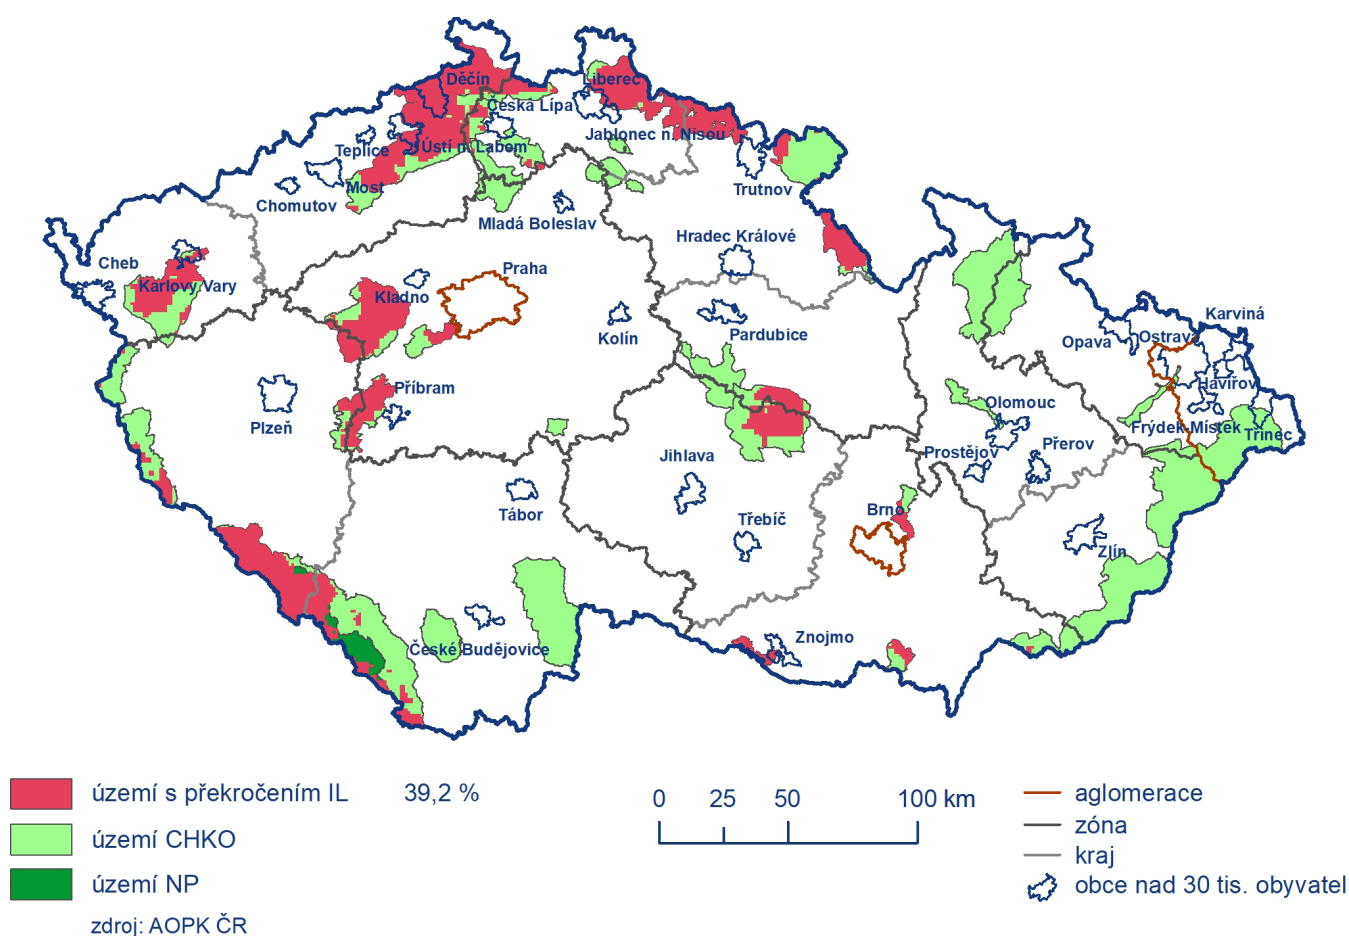 Děčín
Liberec
Česká Lípa
Jablonec n. Nisou
Teplice
Ústí n. Labem
Most
Trutnov
Chomutov
Mladá Boleslav
Hradec Králové
Cheb
Praha
Karlovy Vary
Kladno
Kolín
Pardubice
Karviná
Opava
Ostrava
Havířov
Příbram
Olomouc
Plzeň
Frýdek-Místek
Třinec
Přerov
Prostějov
Jihlava
Tábor
Třebíč
Brno
Zlín
Znojmo
České Budějovice
území s překročením IL 39,2 %
území CHKO
území NP
zdroj: AOPK ČR
0 25 50 100 km
aglomerace
zóna
kraj
obce nad 30 tis. obyvatel